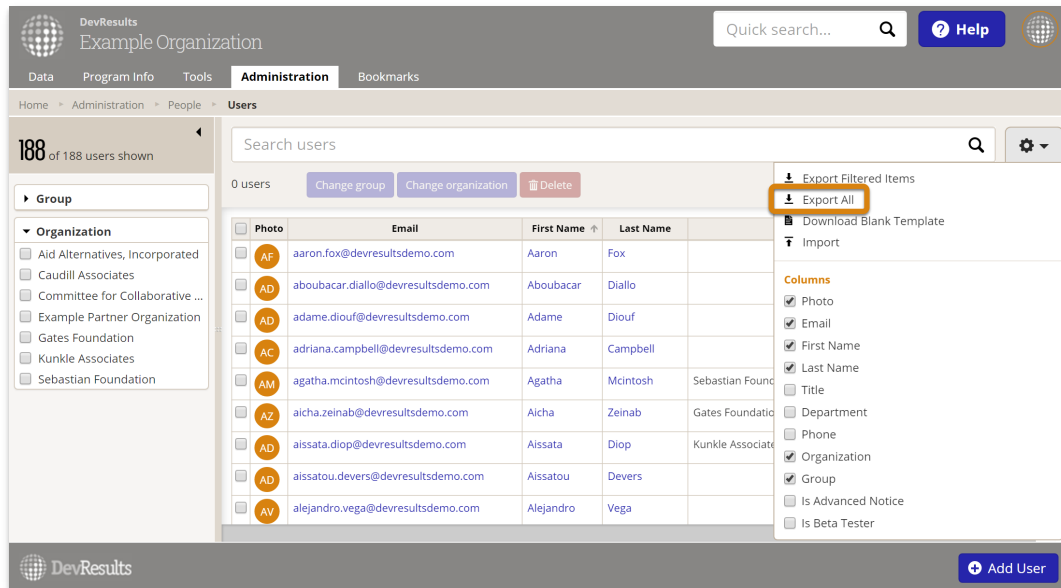 DevResults
Example Organization
Quick search...
Help
Data Program Info Tools Administration Bookmarks
Home Administration People Users
188 of 188 users shown
Group
Organization
Aid Alternatives, Incorporated
Caudill Associates
Committee for Collaborative ...
Example Partner Organization
Gates Foundation
Kunkle Associates
Sebastian Foundation
Search users
0 users Change group Change organization Delete
Photo Email First Name Last Name
AF aaron.fox@devresultsdemo.com Aaron Fox
AD aboubacar.diallo@devresultsdemo.com Aboubacar Diallo
AD adame.diouf@devresultsdemo.com Adame Diouf
AC adriana.campbell@devresultsdemo.com Adriana Campbell
AM agatha.mcintosh@devresultsdemo.com Agatha Mcintosh Sebastian Found
AZ aicha.zeinab@devresultsdemo.com Aicha Zeinab Gates Foundatio
AD aissata.diop@devresultsdemo.com Aissata Diop Kunkle Associate
AD aissatou.devers@devresultsdemo.com Aissatou Devers
AV alejandro.vega@devresultsdemo.com Alejandro Vega
Export Filtered Items
Export All
Download Blank Template
Import
Columns
Photo
Email
First Name
Last Name
Title
Department
Phone
Organization
Group
Is Advanced Notice
Is Beta Tester
DevResults
Add User